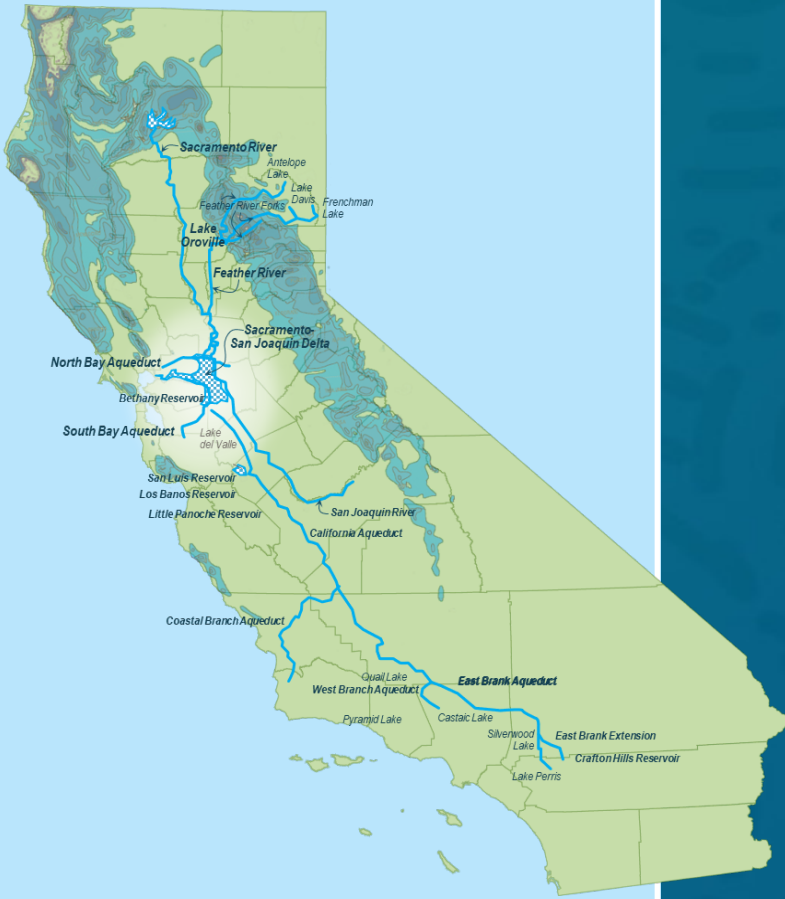 Sacramento River
Antelope
Lake
Lake
Davis
Frenchman
Lake
Feather River Forks
Lake
Oroville
Feather River
Sacramento-
San Joaquin Delta
North Bay Aqueduct
Bethany Reservoir
South Bay Aqueduct
Lake
del Valle
San Luis Reservoir
Los Banos Reservoir
Little Panoche Reservoir
San Joaquin River
California Aqueduct
Coastal Branch Aqueduct
Quail Lake
West Branch Aqueduct
East Brank Aqueduct
Pyramid Lake
Castaic Lake
Silverwood
Lake
East Brank Extension
Crafton Hills Reservoir
Lake Perris